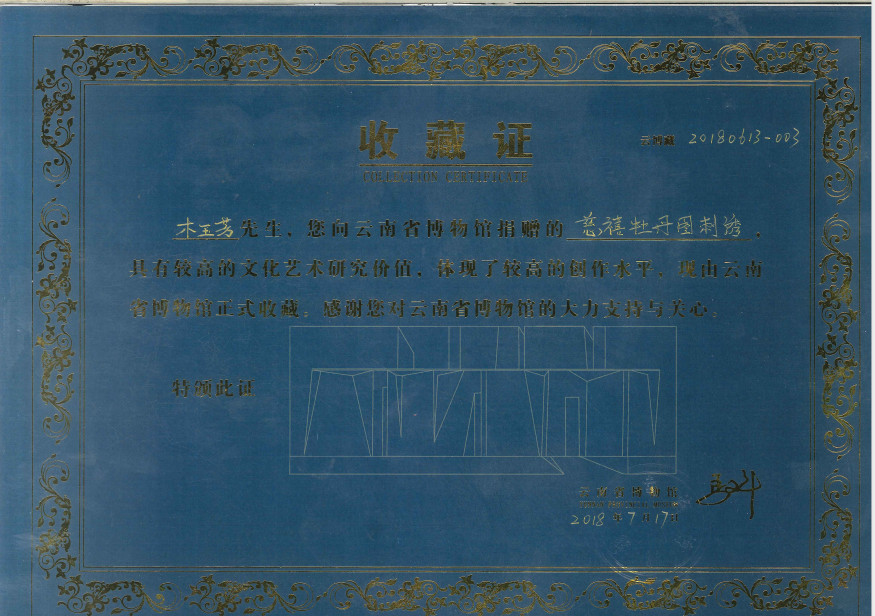 收藏证
COLLECTION CERTIFICATE
云博藏 20180613-003
木玉芳先生，您向云南省博物馆捐赠的慈禧牡丹图刺诱，
具有较高的文化艺术研究价值，体现了较高的创作水平，现由云南
省博物馆正式收藏。感谢您对云南省博物馆的大力支持与关心。
特颁此证
云南省博物馆
2018年7月17日